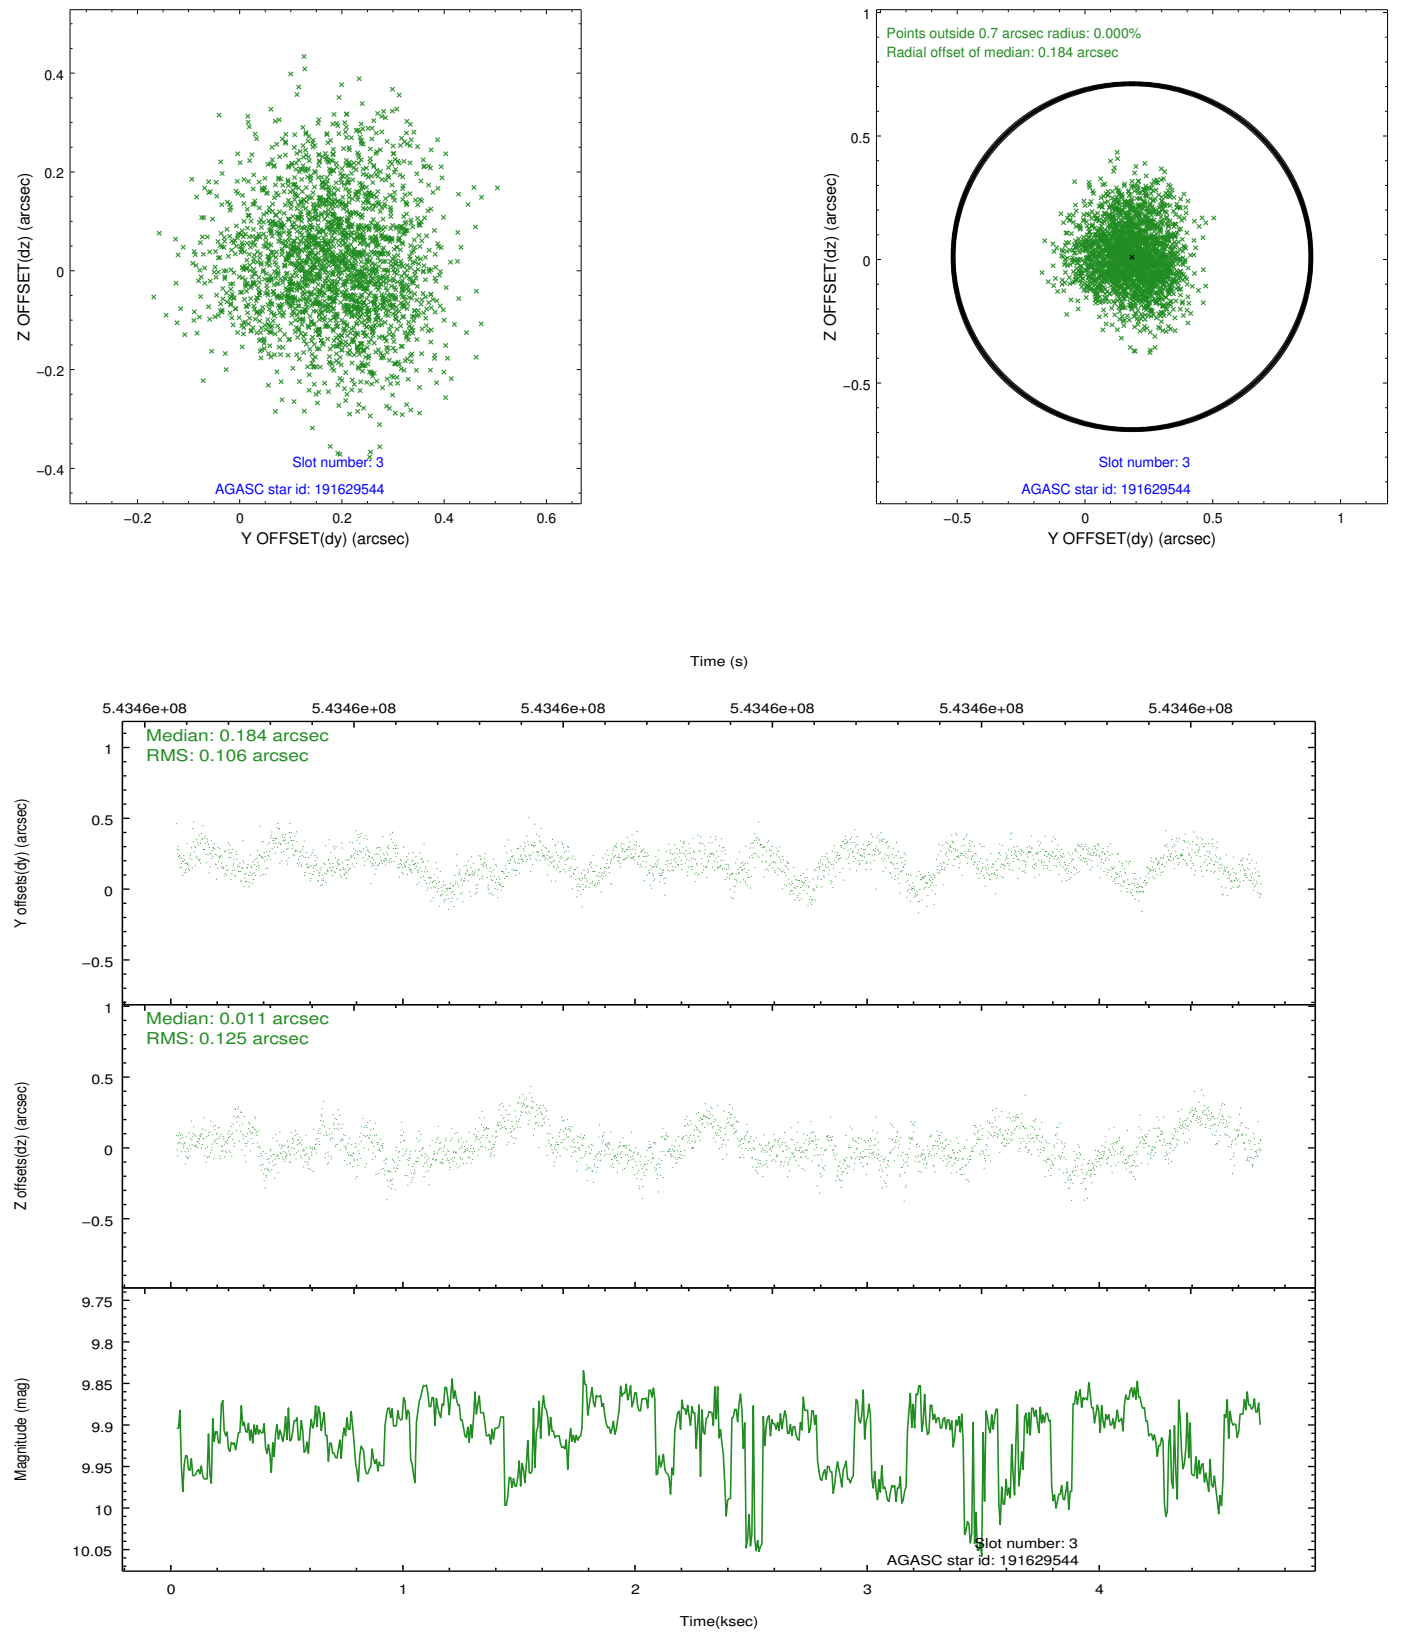 0.4
0.2
0
−0.2
−0.4
Z OFFSET(dz) (arcsec)
Slot number: 3
AGASC star id: 191629544
−0.2 0 0.2 0.4 0.6
Y OFFSET(dy) (arcsec)
1
0.5
0
−0.5
Z OFFSET(dz) (arcsec)
Points outside 0.7 arcsec radius: 0.000%
Radial offset of median: 0.184 arcsec
Slot number: 3
AGASC star id: 191629544
−0.5 0 0.5 1
Y OFFSET(dy) (arcsec)
Time (s)
5.4346e+08 5.4346e+08 5.4346e+08 5.4346e+08 5.4346e+08 5.4346e+08
Median: 0.184 arcsec
RMS: 0.106 arcsec
1
0.5
0
−0.5
Y offsets(dy) (arcsec)
Median: 0.011 arcsec
RMS: 0.125 arcsec
1
0.5
0
−0.5
Z offsets(dz) (arcsec)
9.75
9.8
9.85
9.9
9.95
10
10.05
Magnitude (mag)
Slot number: 3
AGASC star id: 191629544
0 1 2 3 4
Time(ksec)